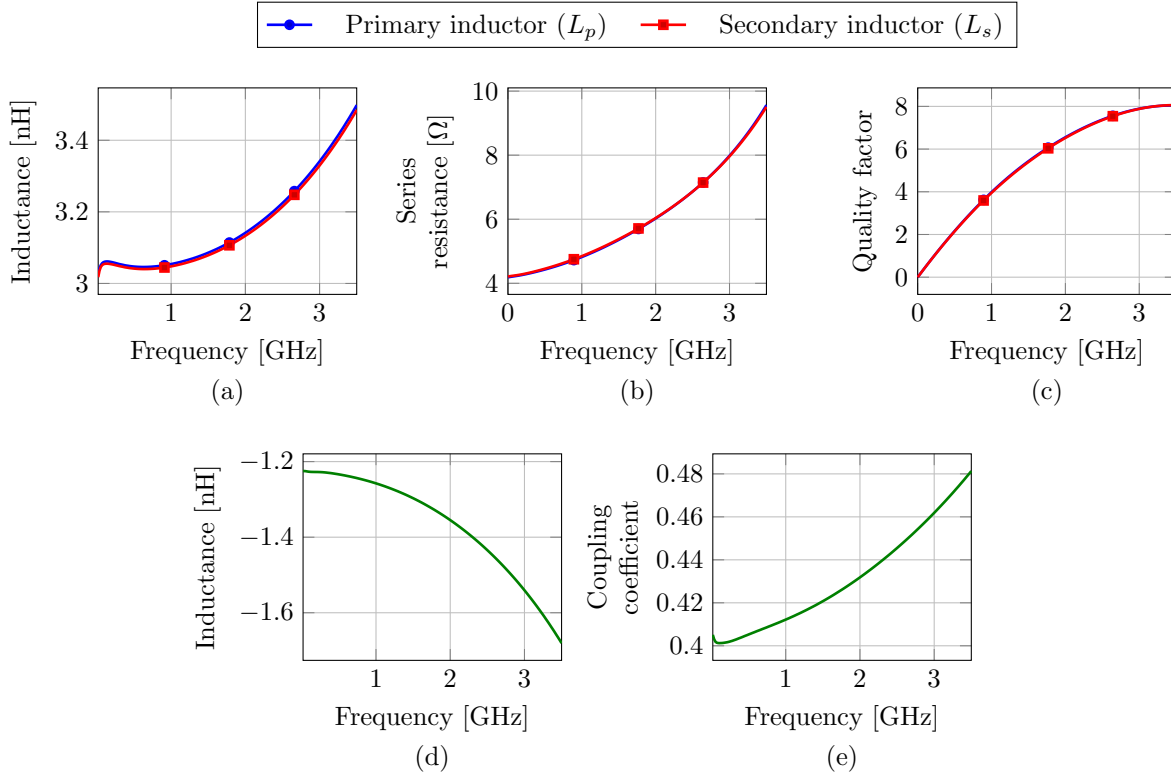 Primary inductor (Lₚ) Secondary inductor (Lₛ)
Inductance [nH]
3.4
3.2
3
1 2 3
Frequency [GHz]
(a)
Series
resistance [Ω]
10
8
6
4
0 1 2 3
Frequency [GHz]
(b)
Quality factor
8
6
4
2
0
0 1 2 3
Frequency [GHz]
(c)
Inductance [nH]
−1.2
−1.4
−1.6
1 2 3
Frequency [GHz]
(d)
Coupling
coefficient
0.48
0.46
0.44
0.42
0.4
1 2 3
Frequency [GHz]
(e)